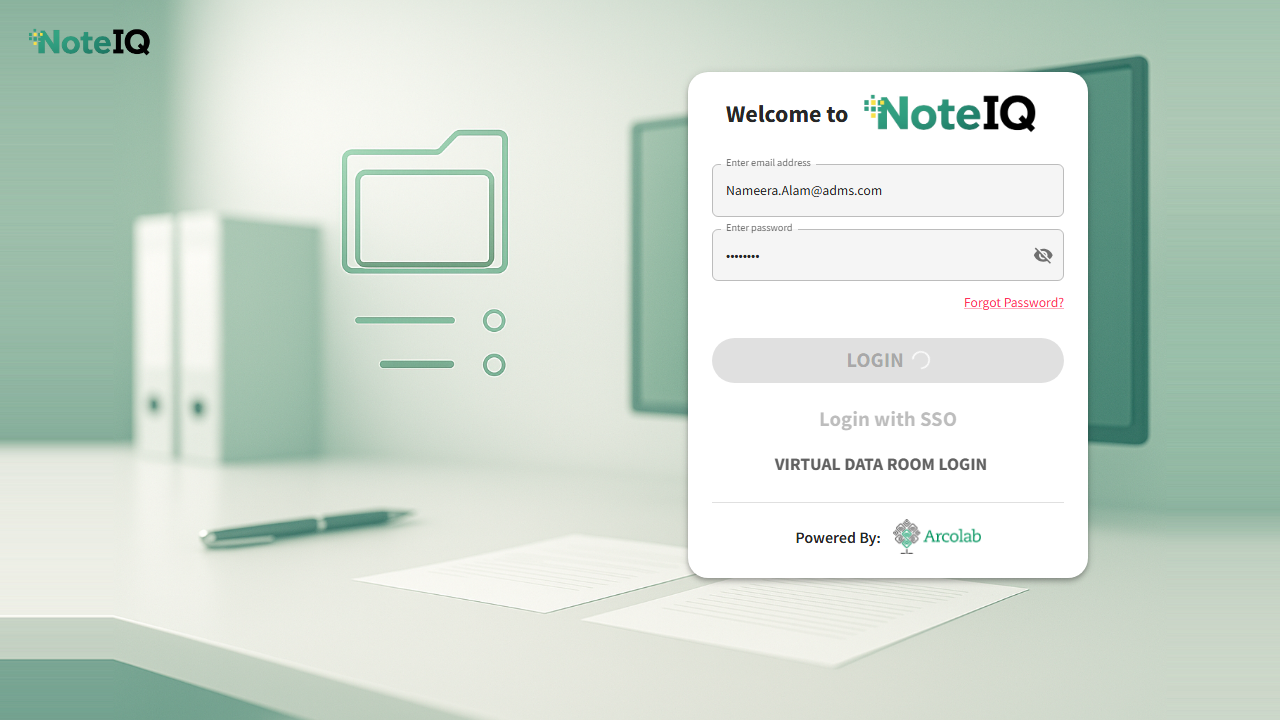 NoteIQ
Welcome to NoteIQ
Enter email address
Nameera.Alam@adms.com
Enter password
••••••••
Forgot Password?
LOGIN
Login with SSO
VIRTUAL DATA ROOM LOGIN
Powered By: Arcolab